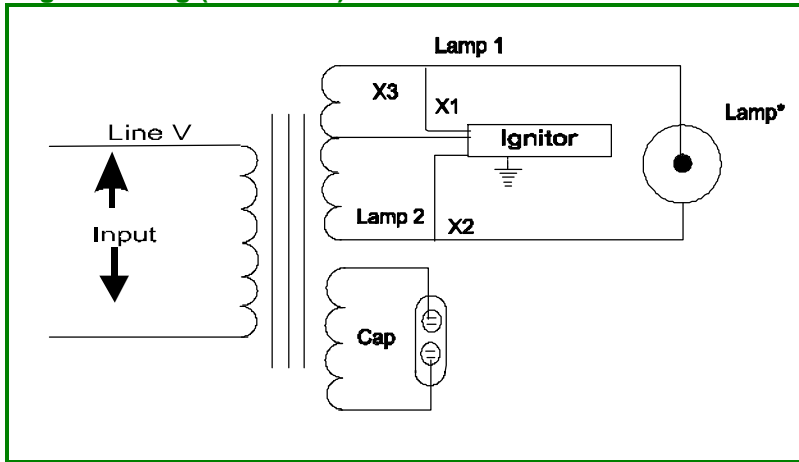 Lamp 1
X3
X1
Lamp*
Ignitor
Line V
Lamp 2
X2
Input
Cap